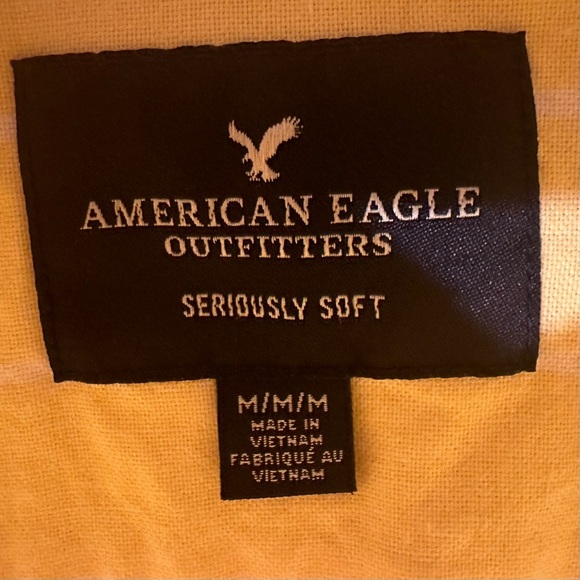 AMERICAN EAGLE
OUTFITTERS
SERIOUSLY SOFT
M/M/M
MADE IN
VIETNAM
FABRIQUÉ AU
VIETNAM